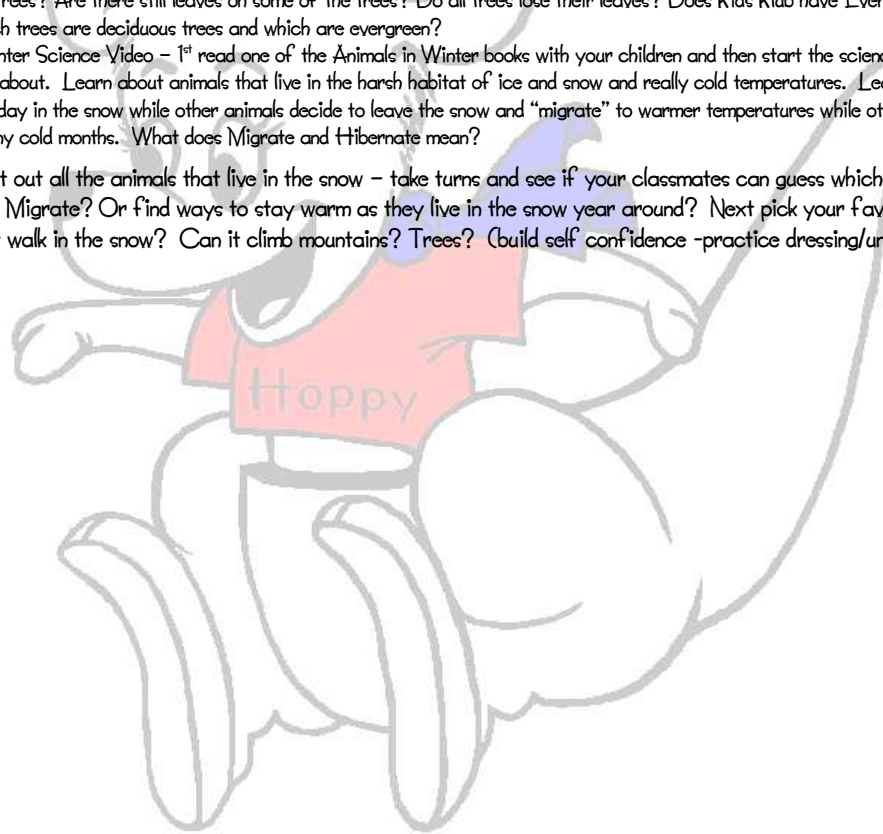 trees? Are there still leaves on some of the trees? Do all trees lose their leaves? Does Kids Klub have Ever
h trees are deciduous trees and which are evergreen?
nter Science Video – 1st read one of the Animals in Winter books with your children and then start the scienc
about. Learn about animals that live in the harsh habitat of ice and snow and really cold temperatures. Lea
day in the snow while other animals decide to leave the snow and “migrate” to warmer temperatures while ot
ny cold months. What does Migrate and Hibernate mean?
t out all the animals that live in the snow – take turns and see if your classmates can guess which
Migrate? Or find ways to stay warm as they live in the snow year around? Next pick your fav
walk in the snow? Can it climb mountains? Trees? (build self confidence -practice dressing/un
Hoppy